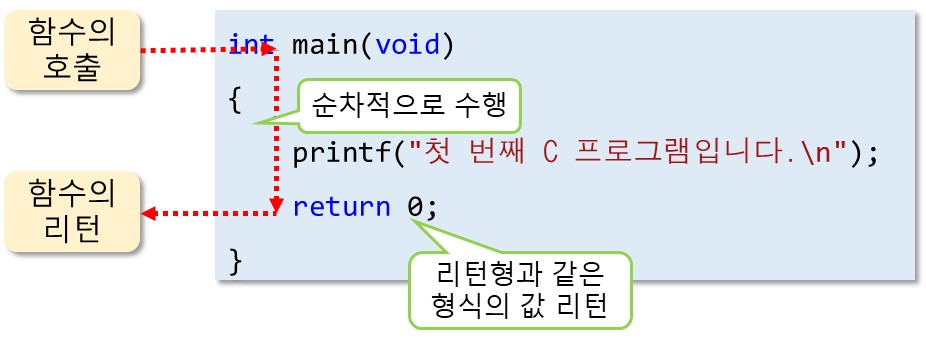 함수의
호출
int main(void)
{
순차적으로 수행
printf("첫 번째 C 프로그램입니다.\n");
함수의
리턴
return 0;
}
리턴형과 같은
형식의 값 리턴